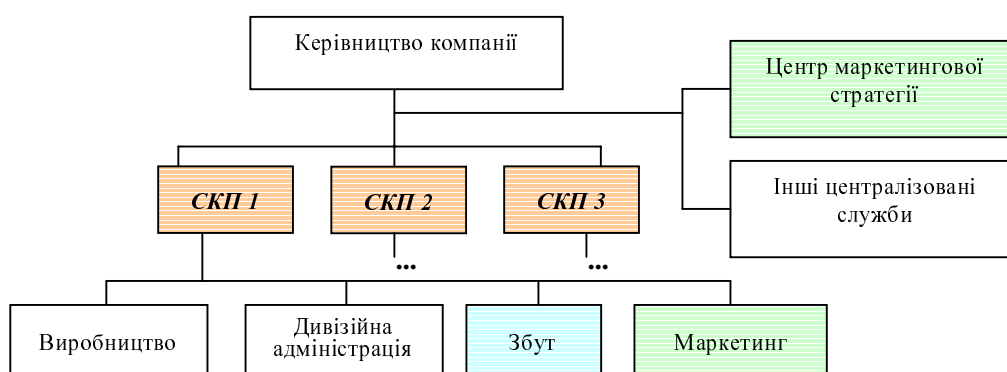 Керівництво компанії
Центр маркетингової
стратегії
Інші централізовані
служби
СКП 1
СКП 2
СКП 3
...
...
Виробництво
Дивізійна
адміністрація
Збут
Маркетинг